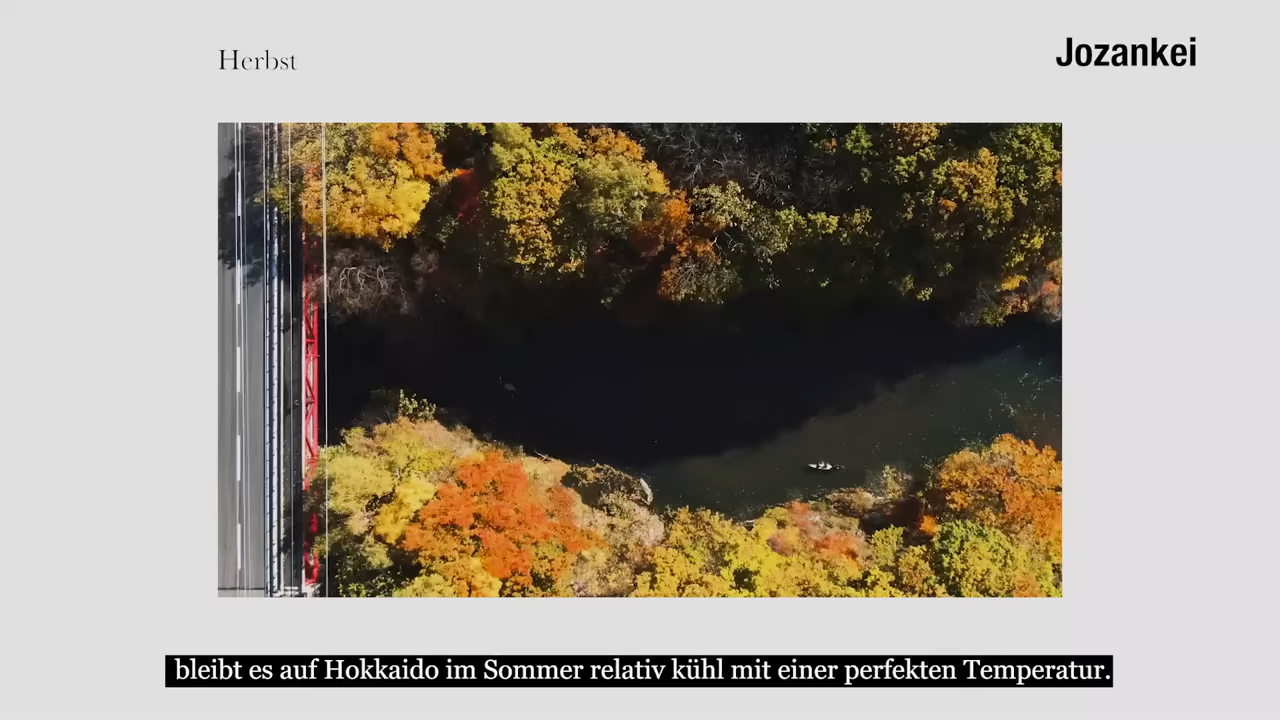 Herbst
Jozankei
bleibt es auf Hokkaido im Sommer relativ kühl mit einer perfekten Temperatur.